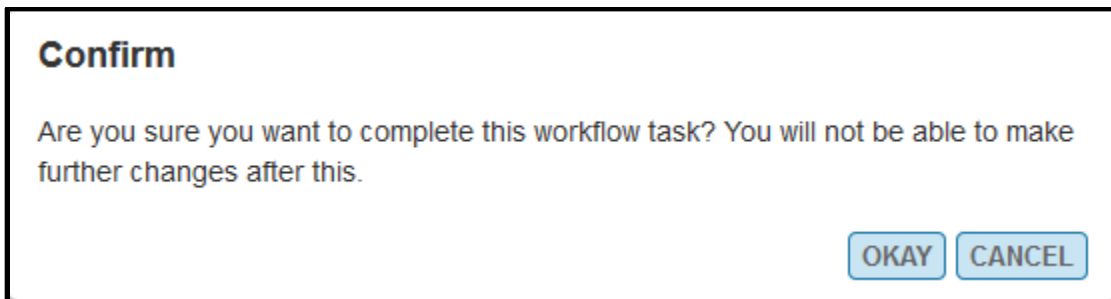 Confirm
Are you sure you want to complete this workflow task? You will not be able to make
further changes after this.
OKAY CANCEL